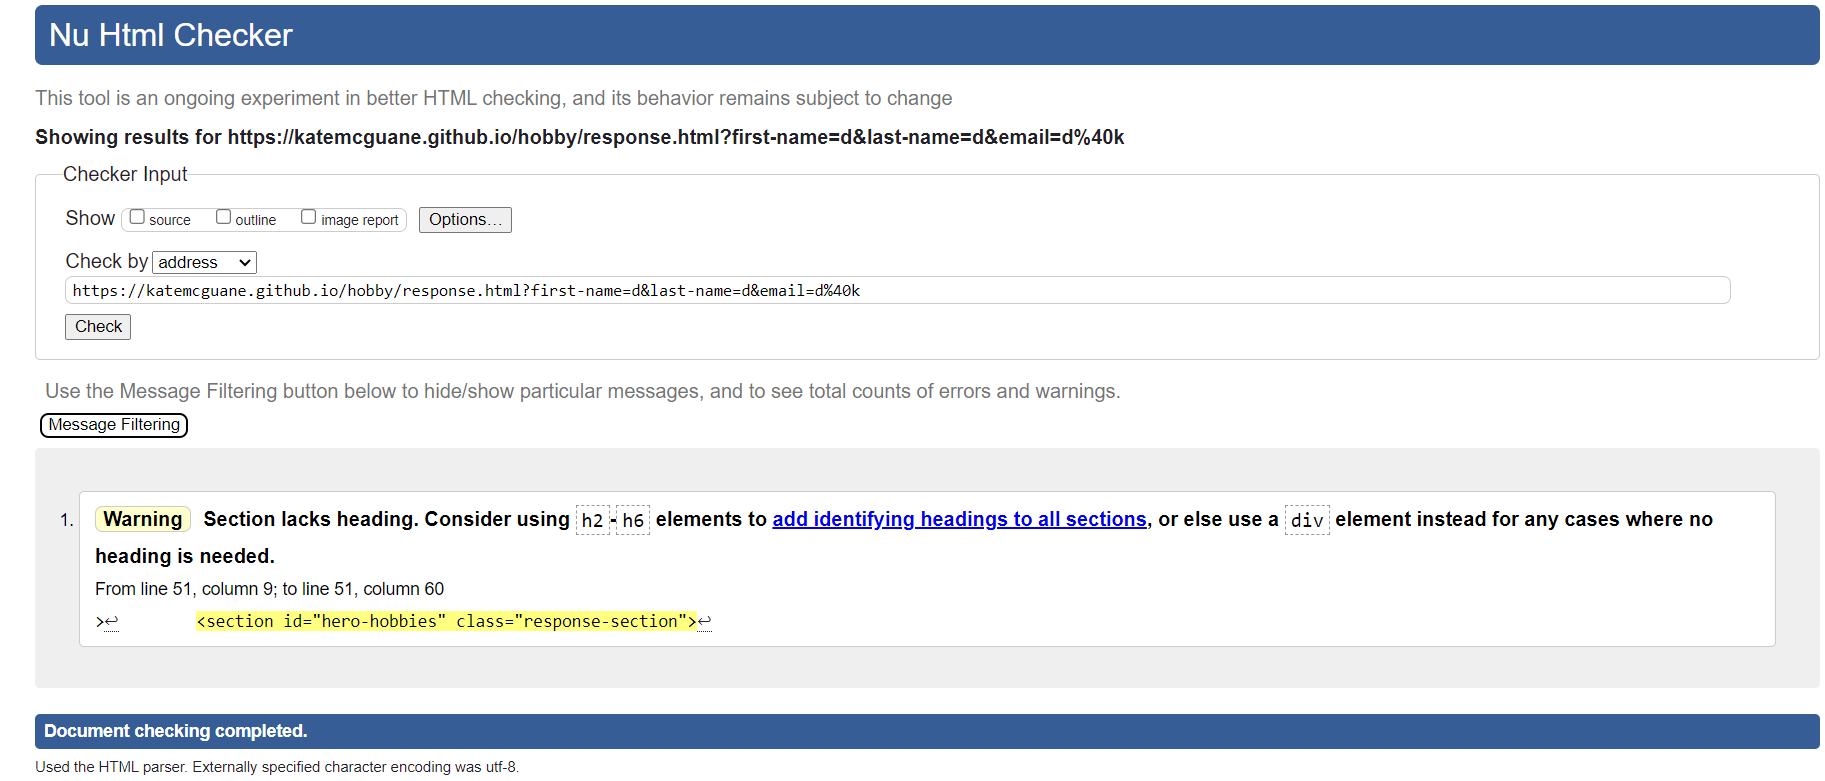 Nu Html Checker
This tool is an ongoing experiment in better HTML checking, and its behavior remains subject to change
Showing results for https://katemcguane.github.io/hobby/response.html?first-name=d&last-name=d&email=d%40k
Checker Input
Show source outline image report Options...
Check by address
https://katemcguane.github.io/hobby/response.html?first-name=d&last-name=d&email=d%40k
Check
Use the Message Filtering button below to hide/show particular messages, and to see total counts of errors and warnings.
Message Filtering
1. Warning Section lacks heading. Consider using h2-h6 elements to add identifying headings to all sections, or else use a div element instead for any cases where no
heading is needed.
From line 51, column 9; to line 51, column 60
>↩ <section id="hero-hobbies" class="response-section">↩
Document checking completed.
Used the HTML parser. Externally specified character encoding was utf-8.